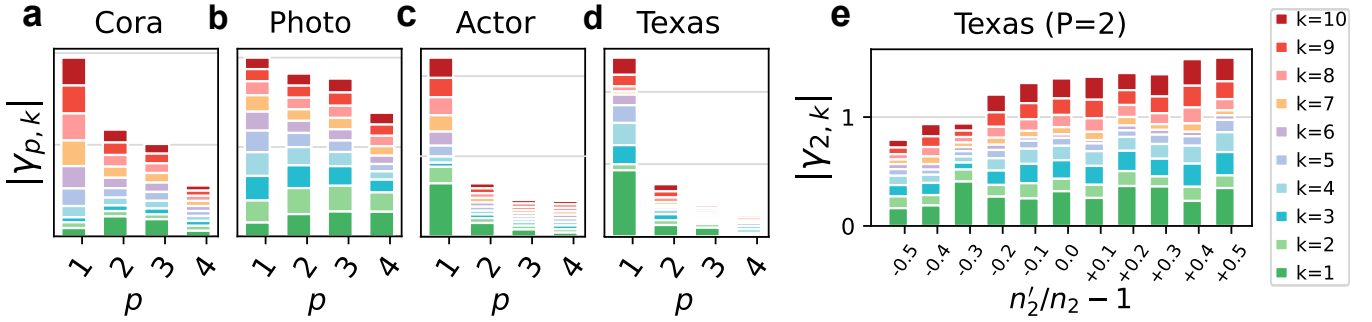 a Cora
b Photo
c Actor
d Texas
e Texas (P=2)
|γp, k|
1 2 3 4
p
1 2 3 4
p
1 2 3 4
p
1 2 3 4
p
|γ2, k|
1
0
-0.5 -0.4 -0.3 -0.2 -0.1 0.0 +0.1 +0.2 +0.3 +0.4 +0.5
n′2/n2 − 1
k=10
k=9
k=8
k=7
k=6
k=5
k=4
k=3
k=2
k=1